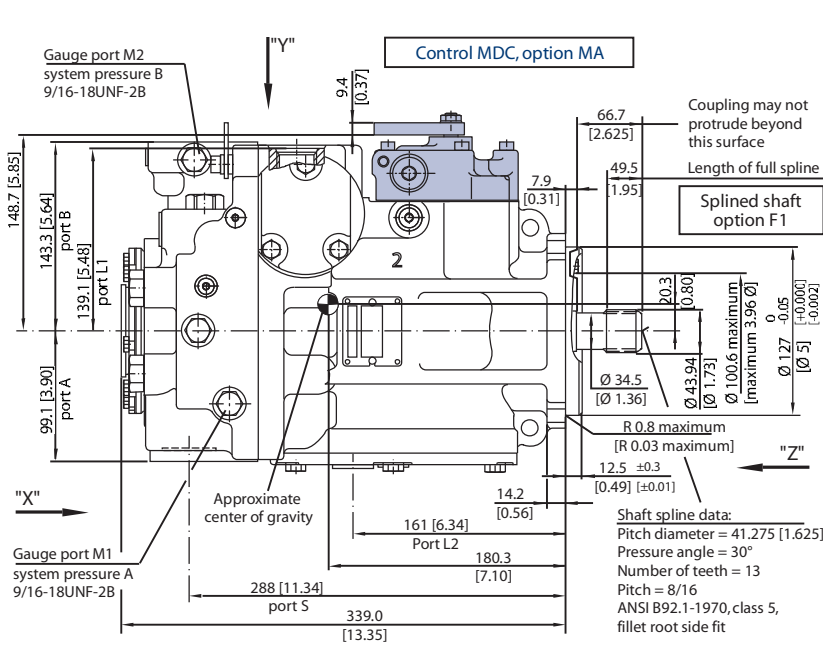 "Y"
Control MDC, option MA
Gauge port M2
system pressure B
9/16-18UNF-2B
9.4
[0.37]
66.7
[2.625]
Coupling may not
protrude beyond
this surface
49.5
[1.95]
Length of full spline
7.9
[0.31]
Splined shaft
option F1
148.7 [5.85]
143.3 [5.64]
port B
139.1 [5.48]
port L1
2
20.3
[0.80]
99.1 [3.90]
port A
Ø 34.5
[Ø 1.36]
Ø 43.94
[Ø 1.73]
Ø 100.6 maximum
[maximum 3.96 Ø]
Ø 127 0 -0.05
[Ø 5] [+0.000] [-0.002]
R 0.8 maximum
[R 0.03 maximum]
"Z"
12.5 ±0.3
[0.49] [±0.01]
"X"
Approximate
center of gravity
14.2
[0.56]
161 [6.34]
Port L2
180.3
[7.10]
Gauge port M1
system pressure A
9/16-18UNF-2B
288 [11.34]
port S
339.0
[13.35]
Shaft spline data:
Pitch diameter = 41.275 [1.625]
Pressure angle = 30°
Number of teeth = 13
Pitch = 8/16
ANSI B92.1-1970, class 5,
fillet root side fit